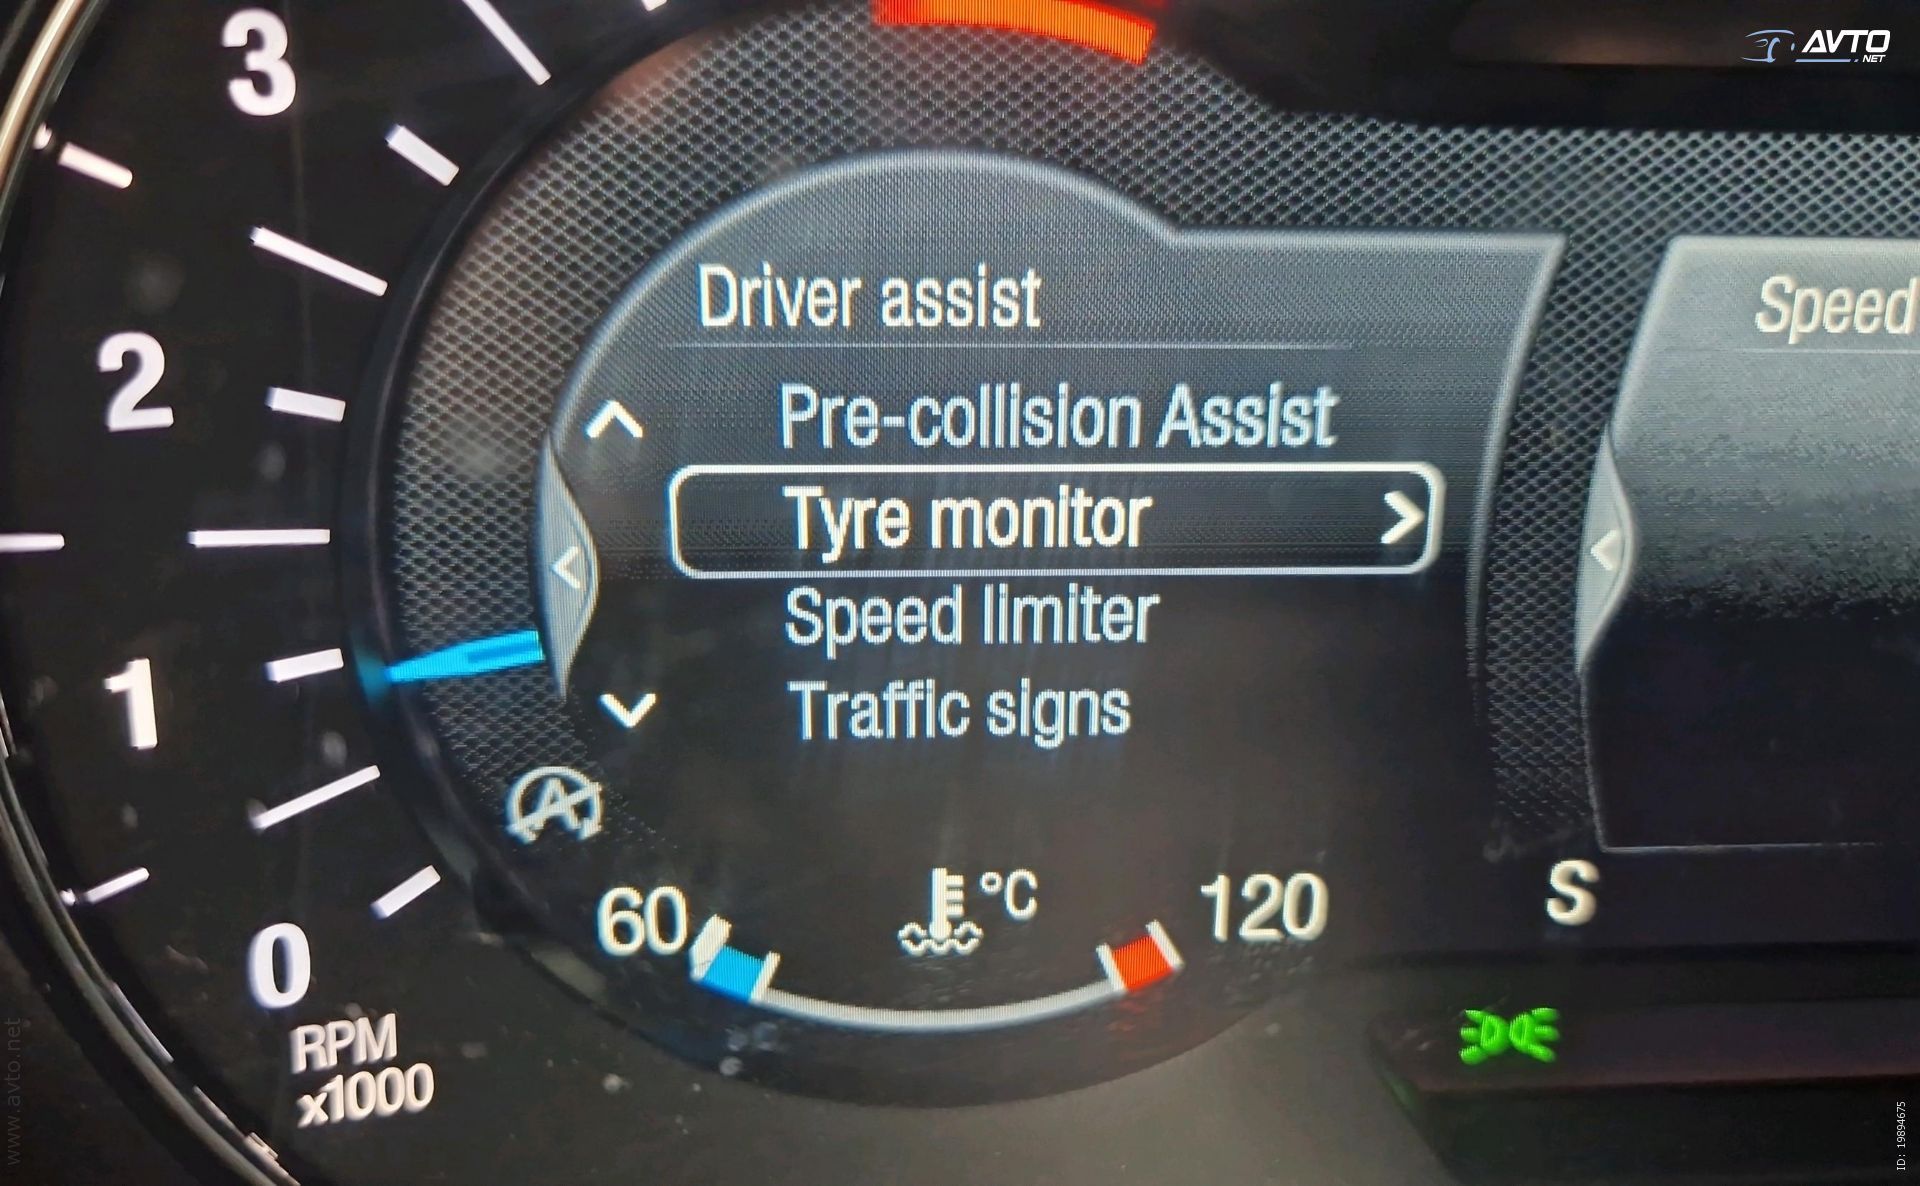 AVTO
.NET
3
2
1
0
RPM
x1000
Driver assist
Pre-collision Assist
Tyre monitor
Speed limiter
Traffic signs
A
60
°C
120
Speed
S
www.avto.net
ID: 19894675